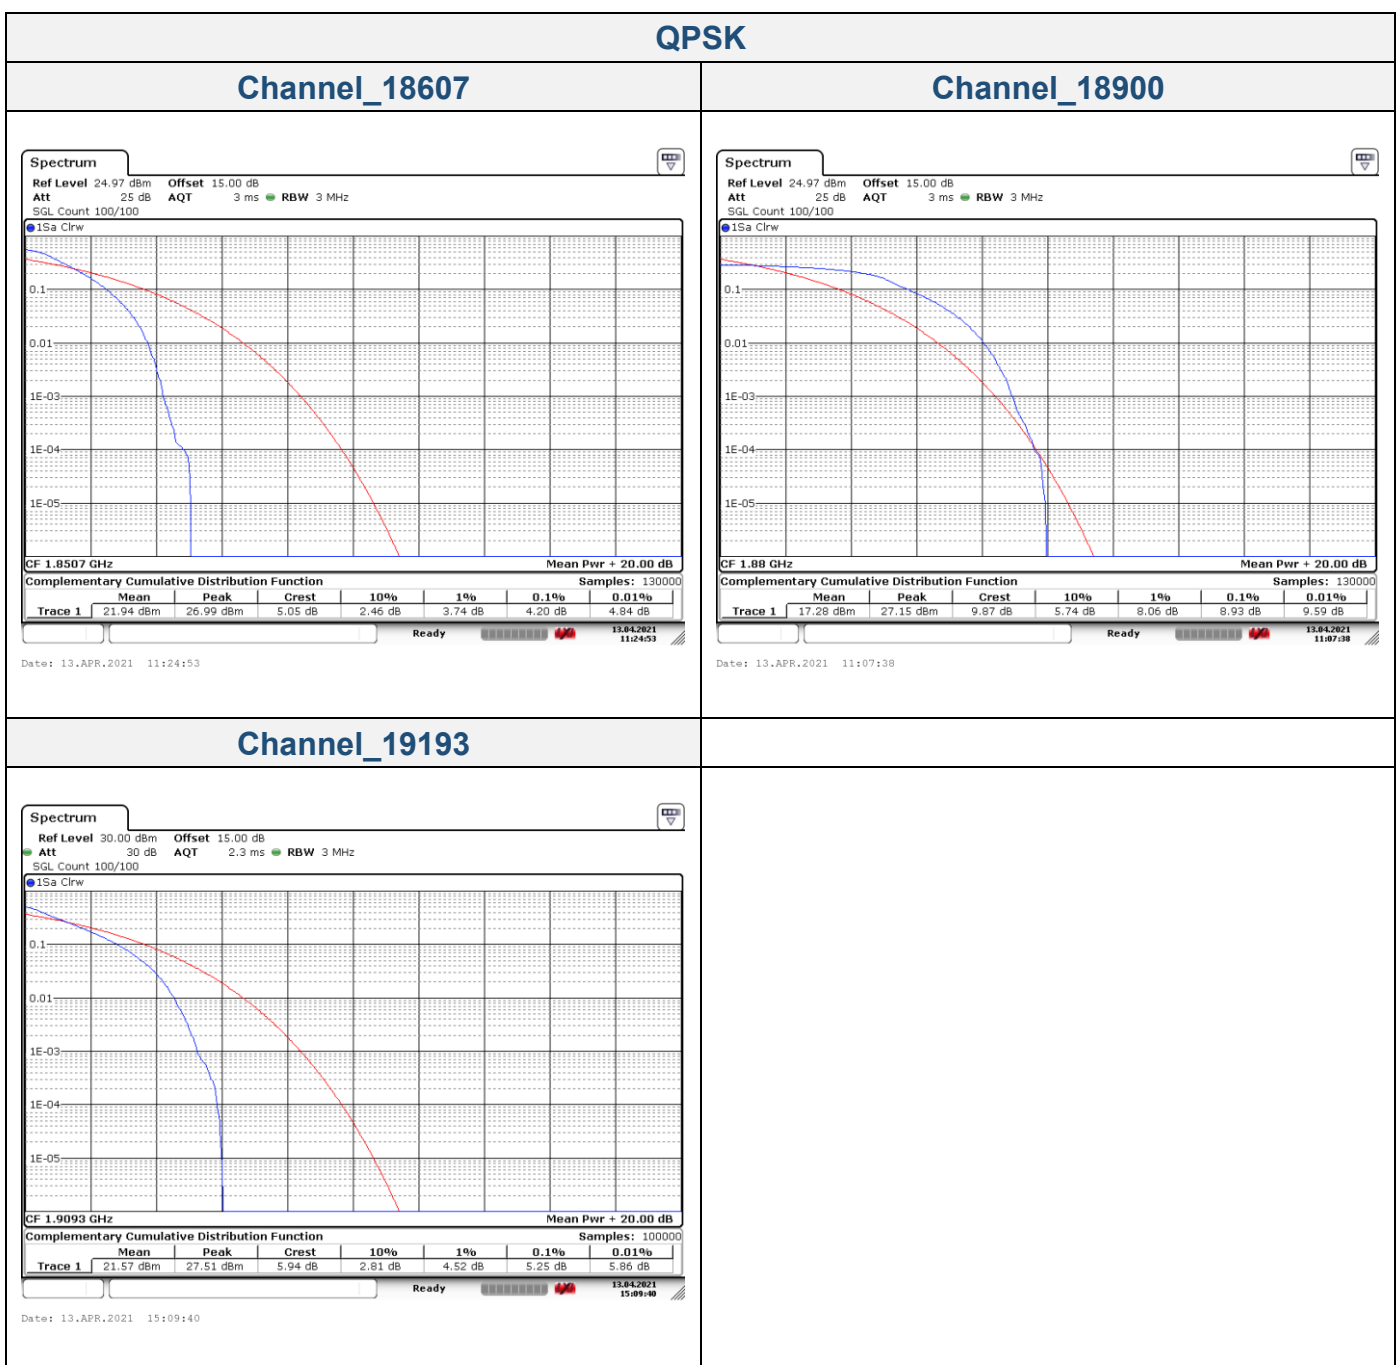 QPSK
Channel_18607
Channel_18900
Spectrum
Ref Level 24.97 dBm Offset 15.00 dB
Att 25 dB AQT 3 ms RBW 3 MHz
SGL Count 100/100
1Sa Clrw
0.1
0.01
1E-03
1E-04
1E-05
CF 1.8507 GHz Mean Pwr + 20.00 dB
Complementary Cumulative Distribution Function Samples: 130000
Mean Peak Crest 10% 1% 0.1% 0.01%
Trace 1 21.94 dBm 26.99 dBm 5.05 dB 2.46 dB 3.74 dB 4.20 dB 4.84 dB
Ready 13.04.2021
11:24:53
Date: 13.APR.2021 11:24:53
Spectrum
Ref Level 24.97 dBm Offset 15.00 dB
Att 25 dB AQT 3 ms RBW 3 MHz
SGL Count 100/100
1Sa Clrw
0.1
0.01
1E-03
1E-04
1E-05
CF 1.88 GHz Mean Pwr + 20.00 dB
Complementary Cumulative Distribution Function Samples: 130000
Mean Peak Crest 10% 1% 0.1% 0.01%
Trace 1 17.28 dBm 27.15 dBm 9.87 dB 5.74 dB 8.06 dB 8.93 dB 9.59 dB
Ready 13.04.2021
11:07:38
Date: 13.APR.2021 11:07:38
Channel_19193
Spectrum
Ref Level 30.00 dBm Offset 15.00 dB
Att 30 dB AQT 2.3 ms RBW 3 MHz
SGL Count 100/100
1Sa Clrw
0.1
0.01
1E-03
1E-04
1E-05
CF 1.9093 GHz Mean Pwr + 20.00 dB
Complementary Cumulative Distribution Function Samples: 100000
Mean Peak Crest 10% 1% 0.1% 0.01%
Trace 1 21.57 dBm 27.51 dBm 5.94 dB 2.81 dB 4.52 dB 5.25 dB 5.86 dB
Ready 13.04.2021
15:09:40
Date: 13.APR.2021 15:09:40